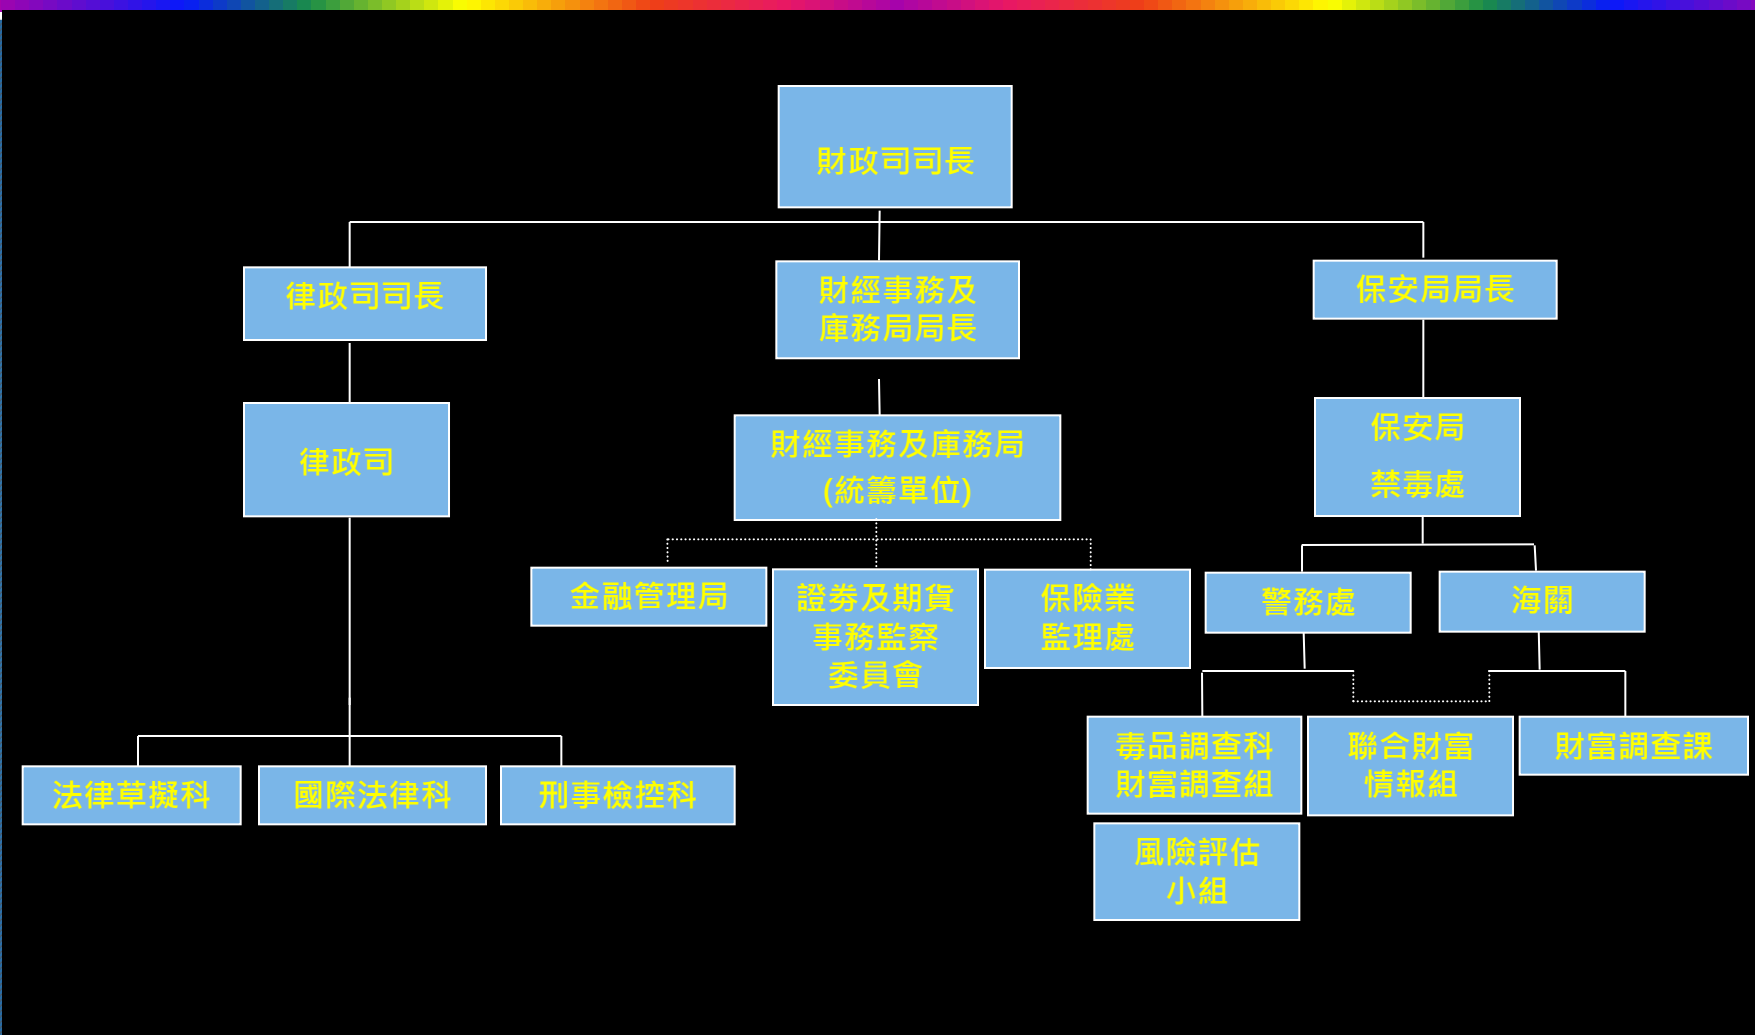 財政司司長
律政司司長
財經事務及
庫務局局長
保安局局長
律政司
財經事務及庫務局
(統籌單位)
保安局
禁毒處
金融管理局
證券及期貨
事務監察
委員會
保險業
監理處
警務處
海關
毒品調查科
財富調查組
聯合財富
情報組
財富調查課
法律草擬科
國際法律科
刑事檢控科
風險評估
小組